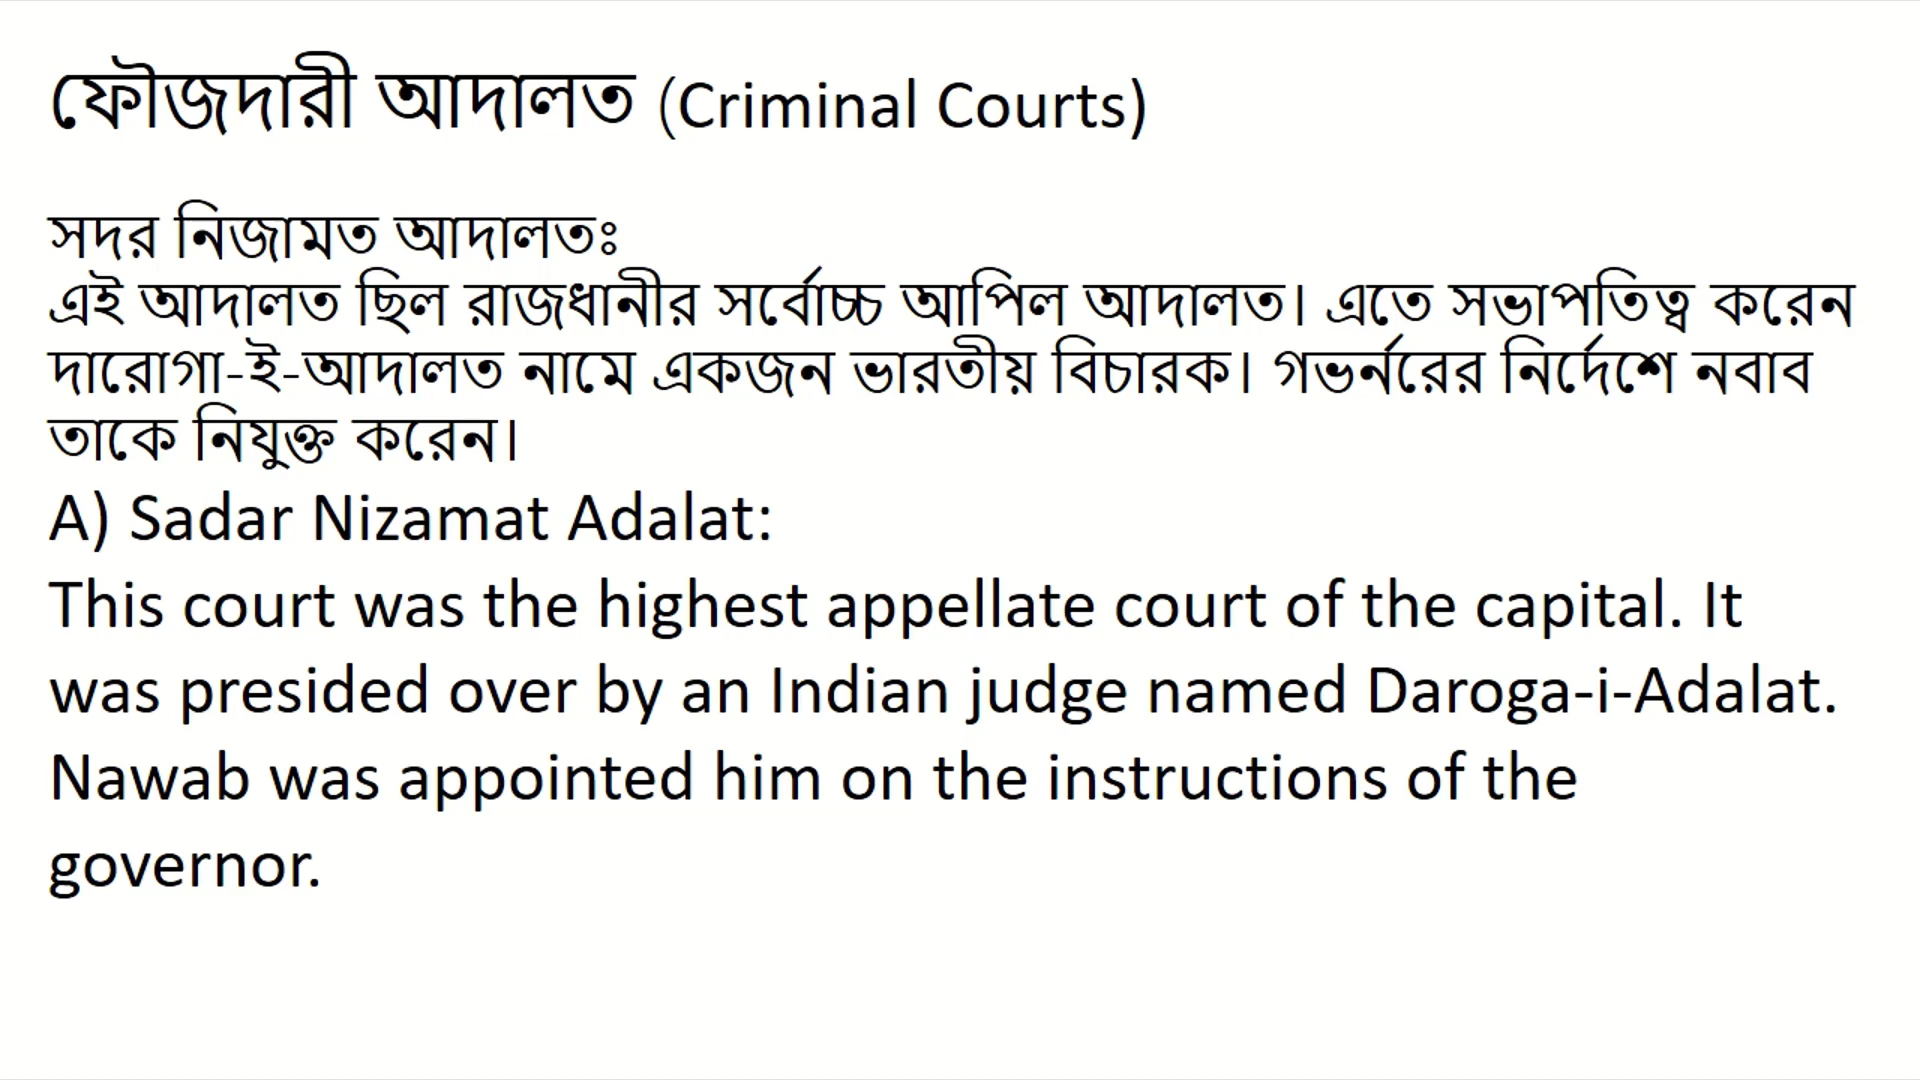 ফৌজদারী আদালত (Criminal Courts)
সদর নিজামত আদালতঃ
এই আদালত ছিল রাজধানীর সর্বোচ্চ আপিল আদালত। এতে সভাপতিত্ব করেন
দারোগা-ই-আদালত নামে একজন ভারতীয় বিচারক। গভর্নরের নির্দেশে নবাব
তাকে নিযুক্ত করেন।
A) Sadar Nizamat Adalat:
This court was the highest appellate court of the capital. It
was presided over by an Indian judge named Daroga-i-Adalat.
Nawab was appointed him on the instructions of the
governor.